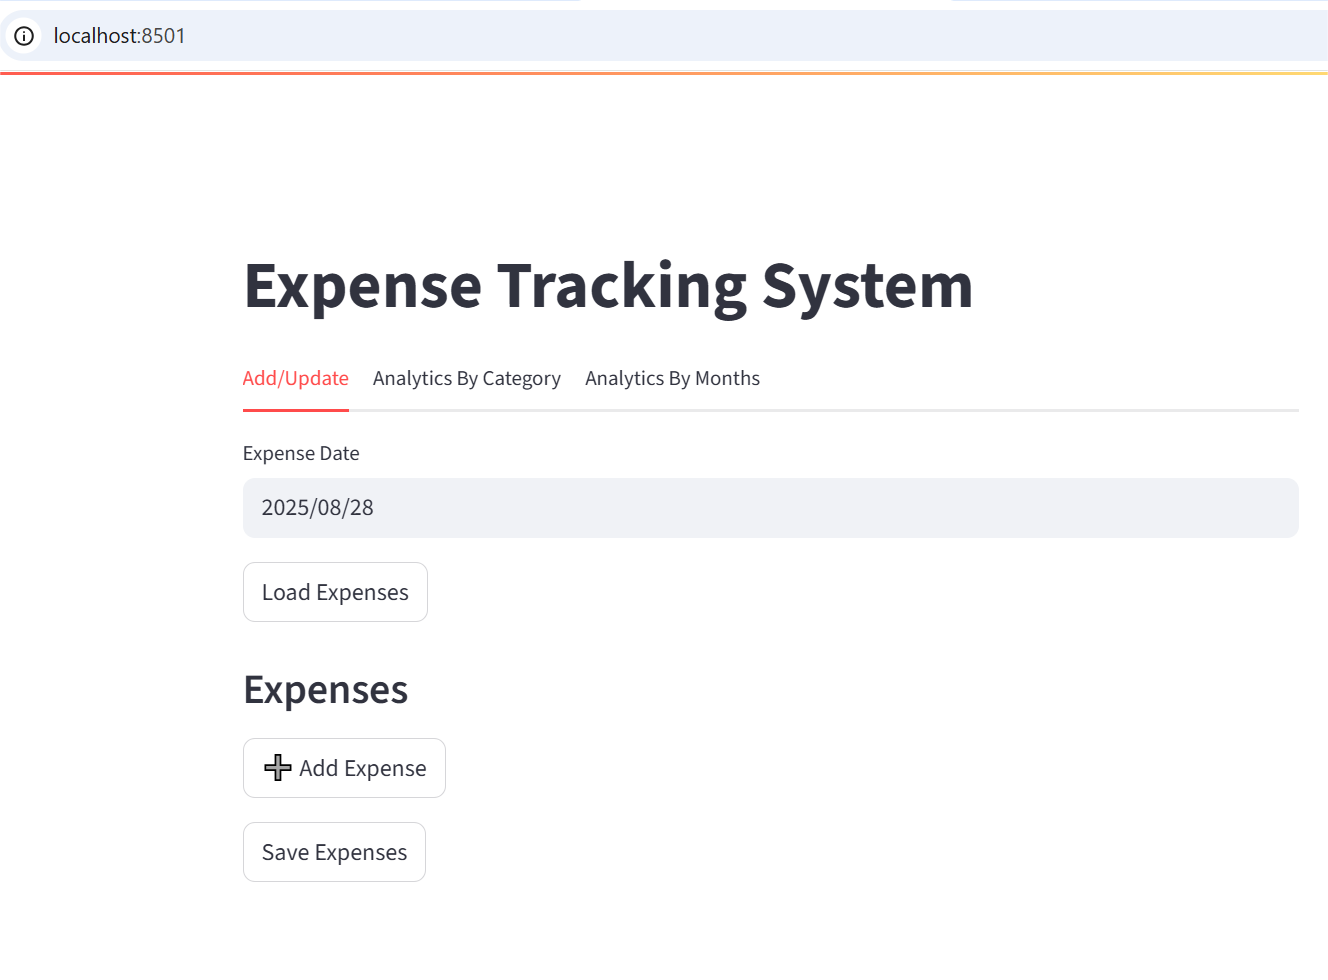 localhost:8501
Expense Tracking System
Add/Update Analytics By Category Analytics By Months
Expense Date
2025/08/28
Load Expenses
Expenses
➕ Add Expense
Save Expenses